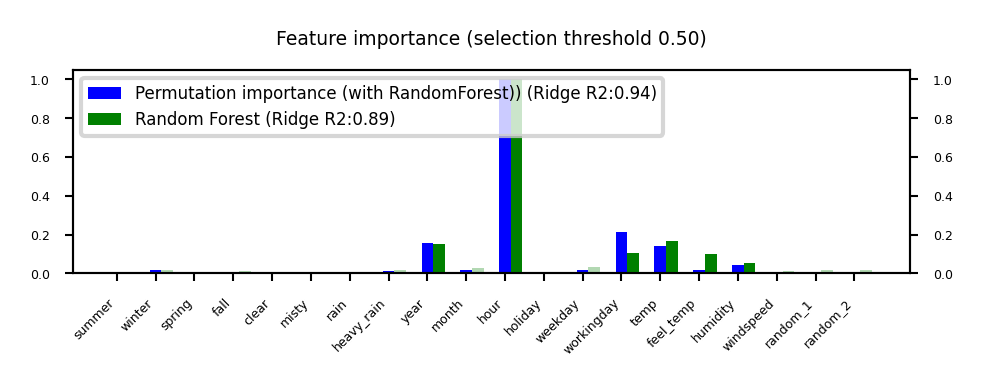 Feature importance (selection threshold 0.50)
1.0
0.8
0.6
0.4
0.2
0.0
Permutation importance (with RandomForest)) (Ridge R2:0.94)
Random Forest (Ridge R2:0.89)
1.0
0.8
0.6
0.4
0.2
0.0
summer
winter
spring
fall
clear
misty
rain
heavy_rain
year
month
hour
holiday
weekday
workingday
temp
feel_temp
humidity
windspeed
random_1
random_2